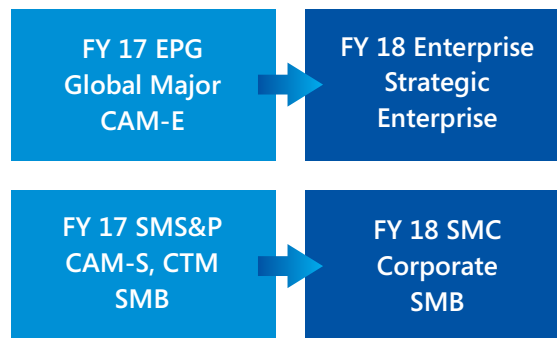 FY 17 EPG
Global Major
CAM-E
FY 18 Enterprise
Strategic
Enterprise
FY 17 SMS&P
CAM-S, CTM
SMB
FY 18 SMC
Corporate
SMB